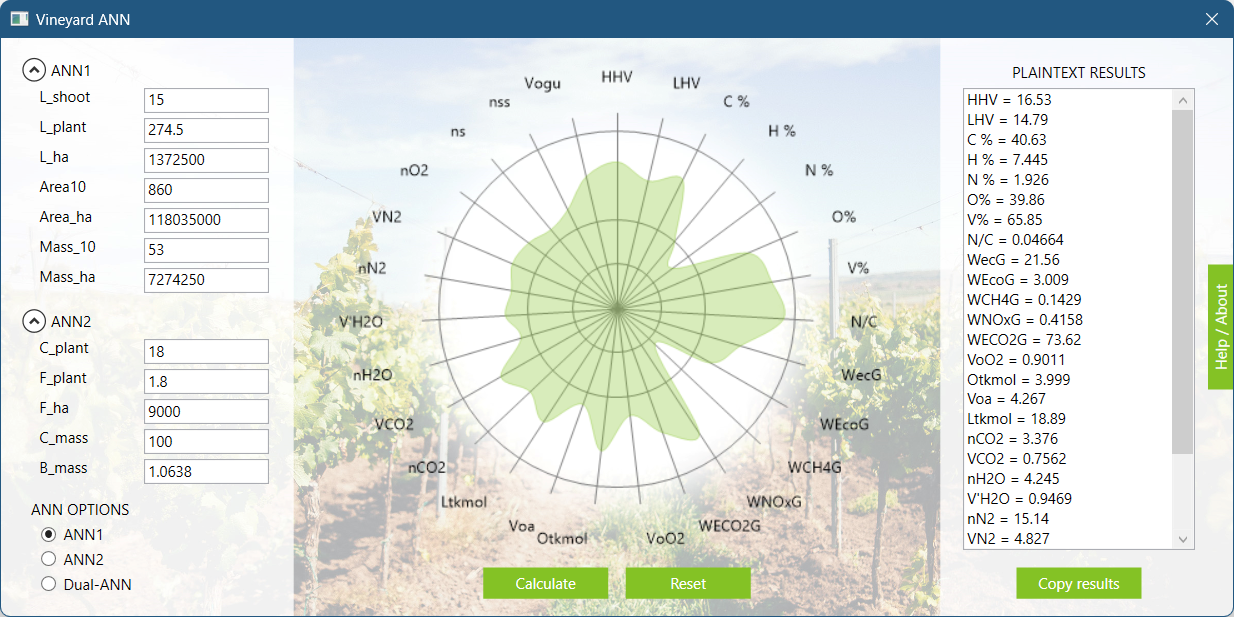 Vineyard ANN
ANN1
L_shoot 15
L_plant 274.5
L_ha 1372500
Area10 860
Area_ha 118035000
Mass_10 53
Mass_ha 7274250
ANN2
C_plant 18
F_plant 1.8
F_ha 9000
C_mass 100
B_mass 1.0638
ANN OPTIONS
ANN1
ANN2
Dual-ANN
HHV
LHV
C %
H %
N %
O%
V%
N/C
WecG
WEcoG
WCH4G
WNOxG
WECO2G
VoO2
Otkmol
Voa
Ltkmol
nCO2
VCO2
nH2O
V'H2O
nN2
VN2
nO2
ns
nss
Vogu
Calculate
Reset
PLAINTEXT RESULTS
HHV = 16.53
LHV = 14.79
C % = 40.63
H % = 7.445
N % = 1.926
O% = 39.86
V% = 65.85
N/C = 0.04664
WecG = 21.56
WEcoG = 3.009
WCH4G = 0.1429
WNOxG = 0.4158
WECO2G = 73.62
VoO2 = 0.9011
Otkmol = 3.999
Voa = 4.267
Ltkmol = 18.89
nCO2 = 3.376
VCO2 = 0.7562
nH2O = 4.245
V'H2O = 0.9469
nN2 = 15.14
VN2 = 4.827
Copy results
Help / About